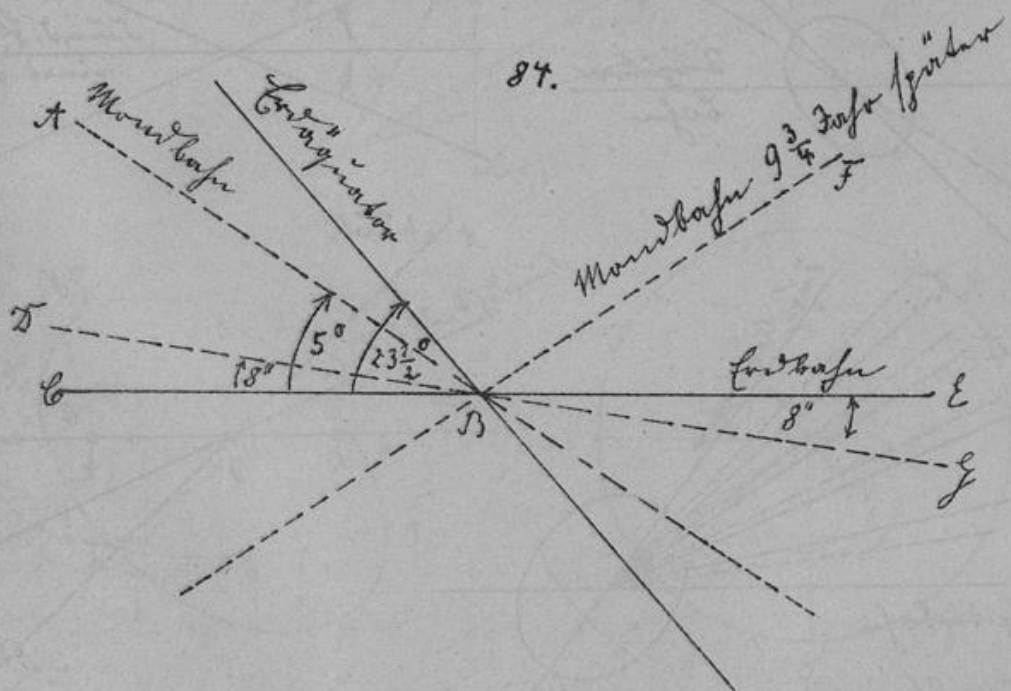 84.
A
Mondbahn
Erdäquator
Mondbahn 9 3/4 Jahr später
F
D
5°
23 1/2°
8"
C
B
Erdbahn
E
8"
G